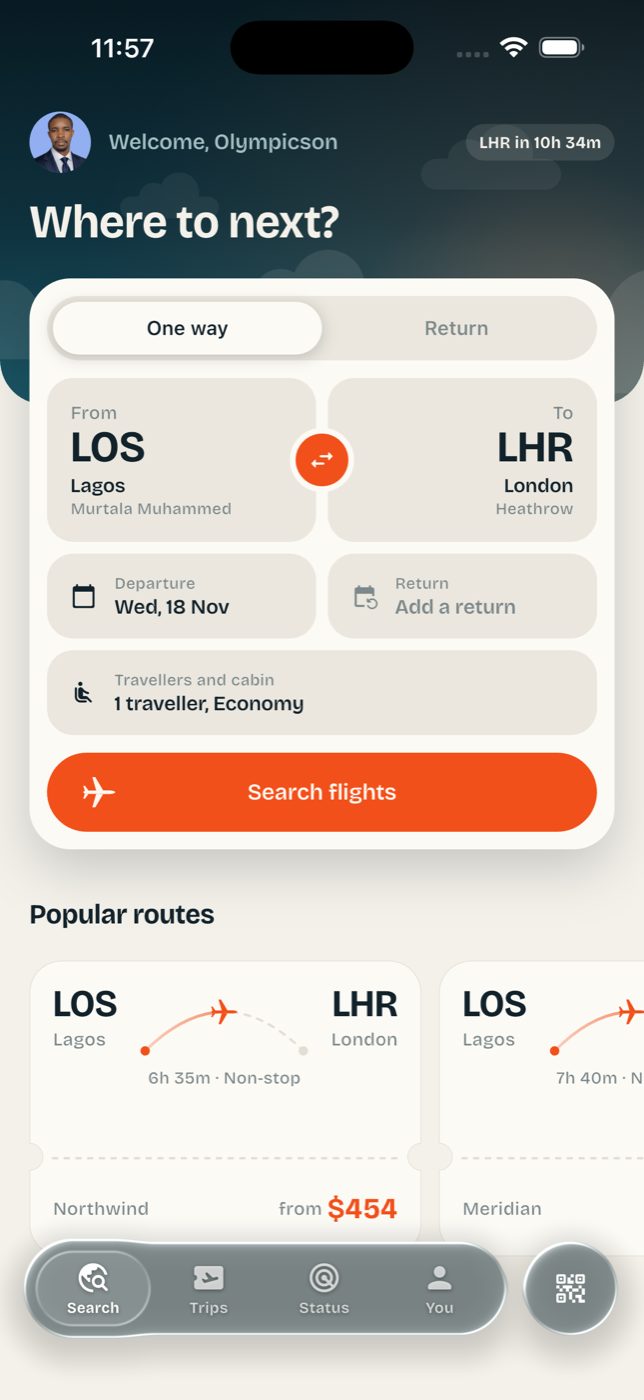 11:57
Welcome, Olympicson
LHR in 10h 34m
Where to next?
One way
Return
From
LOS
Lagos
Murtala Muhammed
To
LHR
London
Heathrow
Departure
Wed, 18 Nov
Return
Add a return
Travellers and cabin
1 traveller, Economy
Search flights
Popular routes
LOS
Lagos
LHR
London
6h 35m · Non-stop
Northwind
from $454
LOS
Lagos
7h 40m · N
Meridian
Search
Trips
Status
You